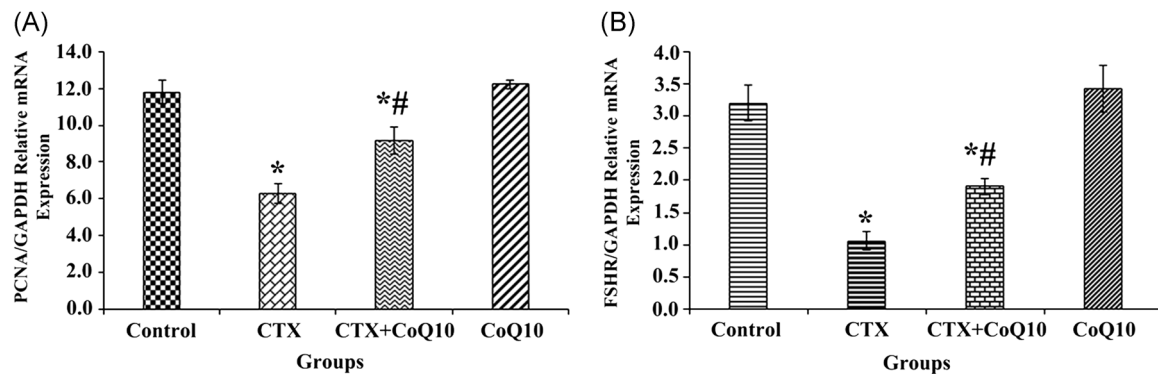 (A)
PCNA/GAPDH Relative mRNA
Expression
14.0
12.0
10.0
8.0
6.0
4.0
2.0
0.0
*
*#
Control CTX CTX+CoQ10 CoQ10
Groups
(B)
FSHR/GAPDH Relative mRNA
Expression
4.0
3.5
3.0
2.5
2.0
1.5
1.0
0.5
0.0
*
*#
Control CTX CTX+CoQ10 CoQ10
Groups